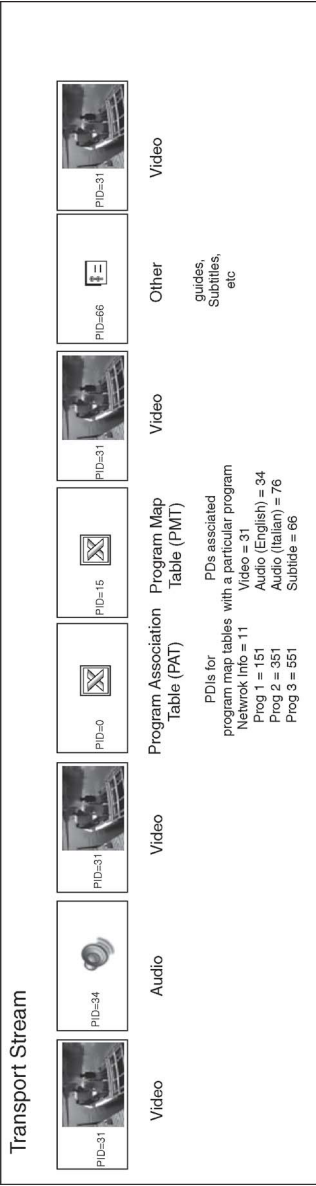 Transport Stream
PID=31
PID=34
PID=31
PID=0
PID=15
PID=31
PID=66
PID=31
Video
Audio
Video
Program Association
Table (PAT)
Program Map
Table (PMT)
Video
Other
Video
PDIs for
program map tables
Netwrok Info = 11
Prog 1 = 151
Prog 2 = 351
Prog 3 = 551
PDs assciated
with a particular program
Video = 31
Audio (English) = 34
Audio (Italian) = 76
Subtide = 66
guides,
Subtitles,
etc